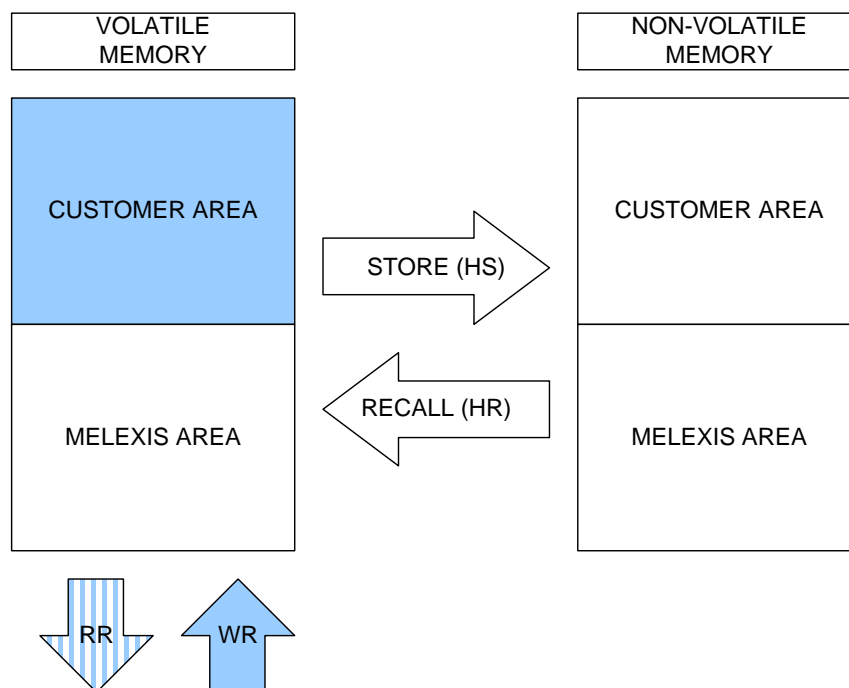 VOLATILE
MEMORY
NON-VOLATILE
MEMORY
CUSTOMER AREA
CUSTOMER AREA
STORE (HS)
RECALL (HR)
MELEXIS AREA
MELEXIS AREA
RR
WR